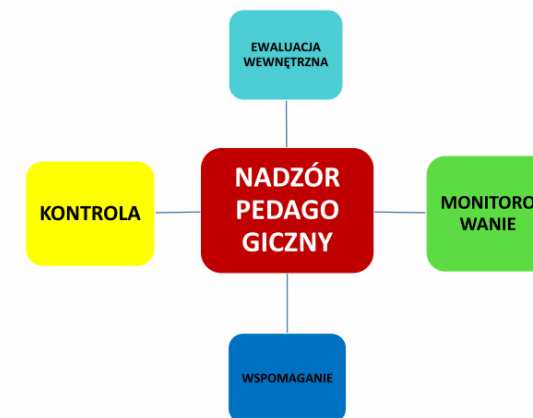 EWALUACJA
WEWNĘTRZNA
NADZÓR
PEDAGO
GICZNY
KONTROLA
MONITORO
WANIE
WSPOMAGANIE